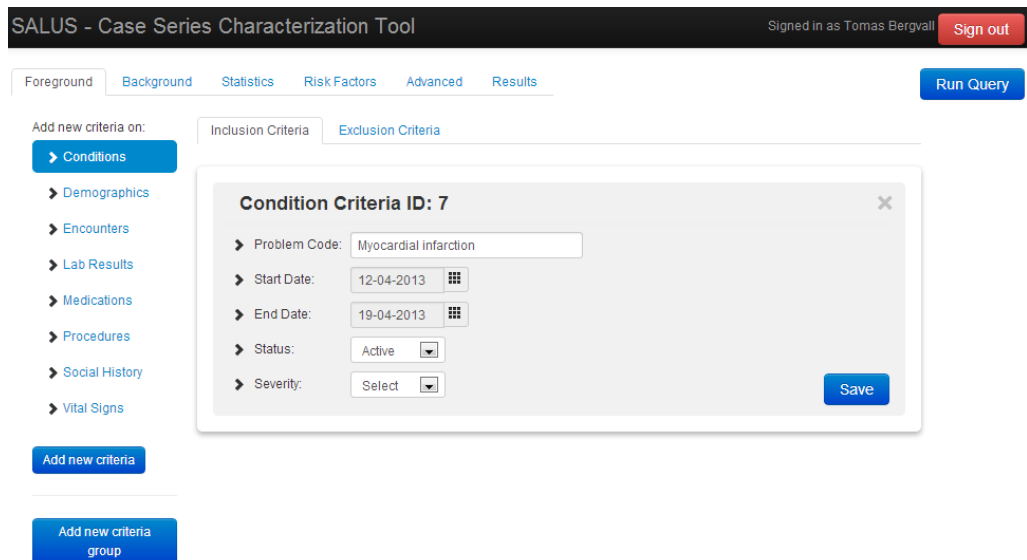 SALUS - Case Series Characterization Tool
Signed in as Tomas Bergvall
Sign out
Foreground
Background
Statistics
Risk Factors
Advanced
Results
Run Query
Add new criteria on:
Conditions
Demographics
Encounters
Lab Results
Medications
Procedures
Social History
Vital Signs
Add new criteria
Add new criteria
group
Inclusion Criteria
Exclusion Criteria
Condition Criteria ID: 7
Problem Code: Myocardial infarction
Start Date: 12-04-2013
End Date: 19-04-2013
Status: Active
Severity: Select
Save